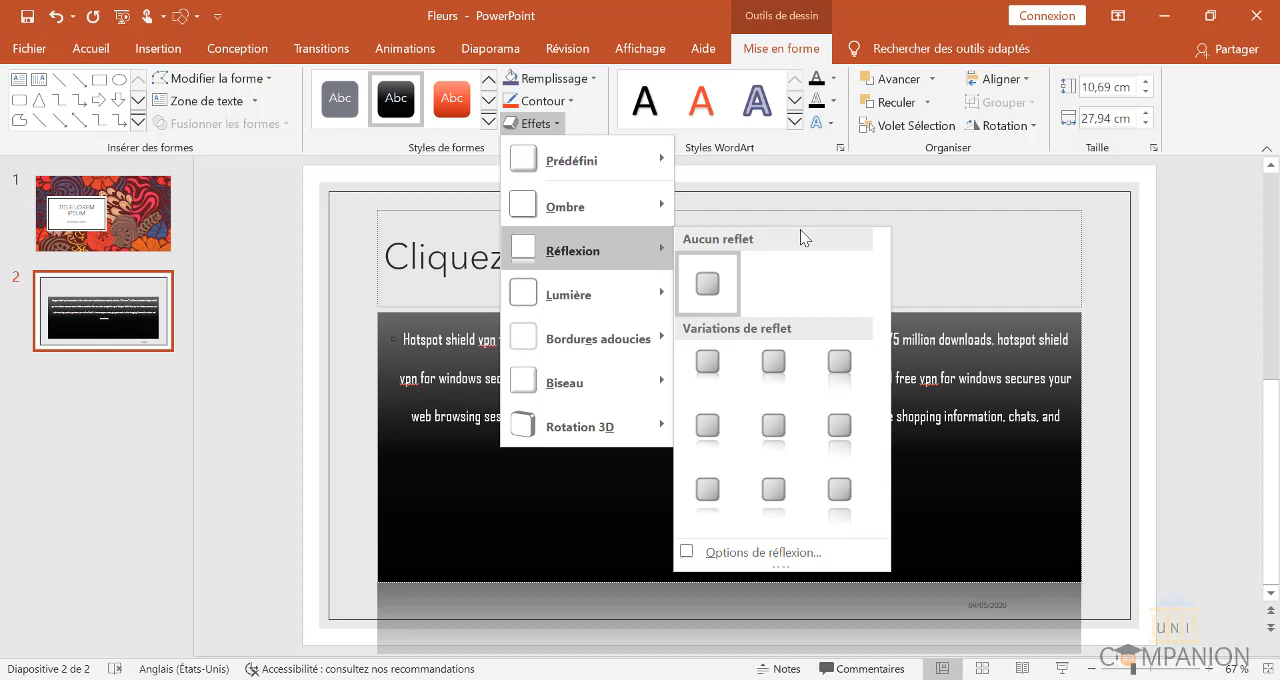 Fleurs - PowerPoint
Outils de dessin
Connexion
Fichier Accueil Insertion Conception Transitions Animations Diaporama Révision Affichage Aide Mise en forme Rechercher des outils adaptés Partager
Modifier la forme
Zone de texte
Fusionner les formes
Insérer des formes
Abc Abc Abc
Remplissage
Contour
Effets
Styles de formes
A A A
Styles WordArt
Avancer
Reculer
Volet Sélection
Aligner
Grouper
Rotation
Organiser
10,69 cm
27,94 cm
Taille
Prédéfini
Ombre
Réflexion
Lumière
Bordures adoucies
Biseau
Rotation 3D
Aucun reflet
Variations de reflet
Options de réflexion...
1
TITLE LOREM
IPSUM
2
Cliquez
Hotspot shield vpn 75 million downloads, hotspot shield
vpn for windows sec free vpn for windows secures your
web browsing ses shopping information, chats, and
09/05/2020
UNI
COMPANION
Diapositive 2 de 2 Anglais (États-Unis) Accessibilité : consultez nos recommandations Notes Commentaires 67 %